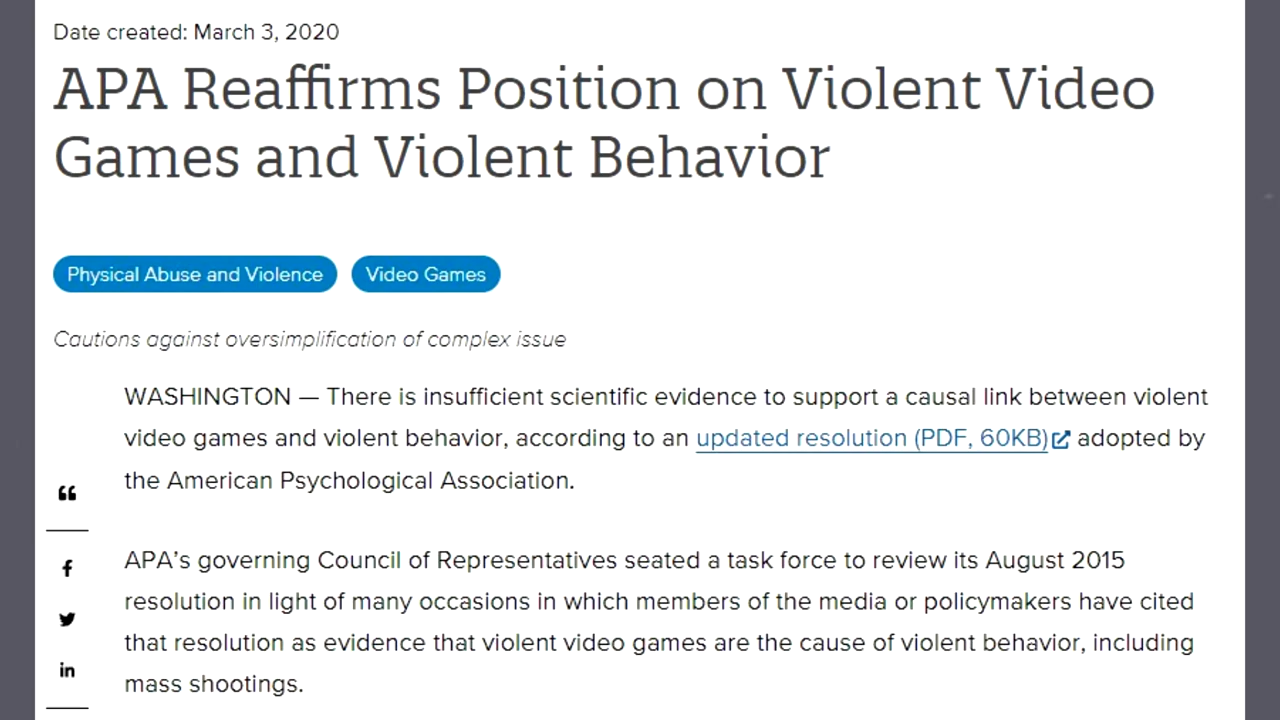 Date created: March 3, 2020
APA Reaffirms Position on Violent Video
Games and Violent Behavior
Physical Abuse and Violence
Video Games
Cautions against oversimplification of complex issue
WASHINGTON — There is insufficient scientific evidence to support a causal link between violent
video games and violent behavior, according to an updated resolution (PDF, 60KB) adopted by
the American Psychological Association.
APA’s governing Council of Representatives seated a task force to review its August 2015
resolution in light of many occasions in which members of the media or policymakers have cited
that resolution as evidence that violent video games are the cause of violent behavior, including
mass shootings.